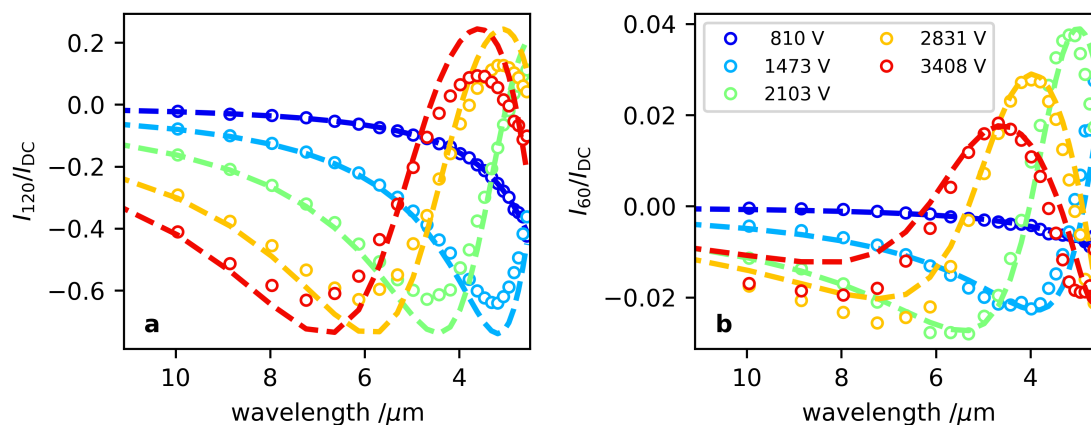 I120/IDC
0.2
0.0
−0.2
−0.4
−0.6
a
10 8 6 4
wavelength /μm
I60/IDC
0.04
0.02
0.00
−0.02
810 V 2831 V
1473 V 3408 V
2103 V
b
10 8 6 4
wavelength /μm